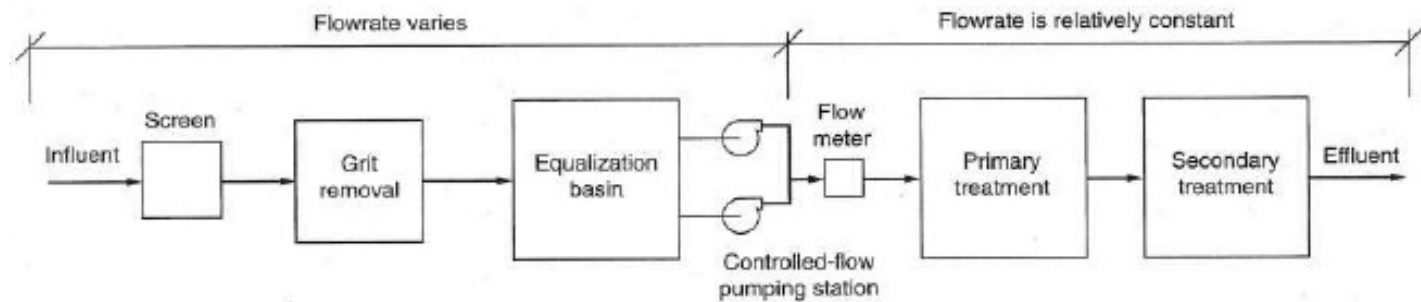 Flowrate varies
Flowrate is relatively constant
Influent
Screen
Grit
removal
Equalization
basin
Controlled-flow
pumping station
Flow
meter
Primary
treatment
Secondary
treatment
Effluent